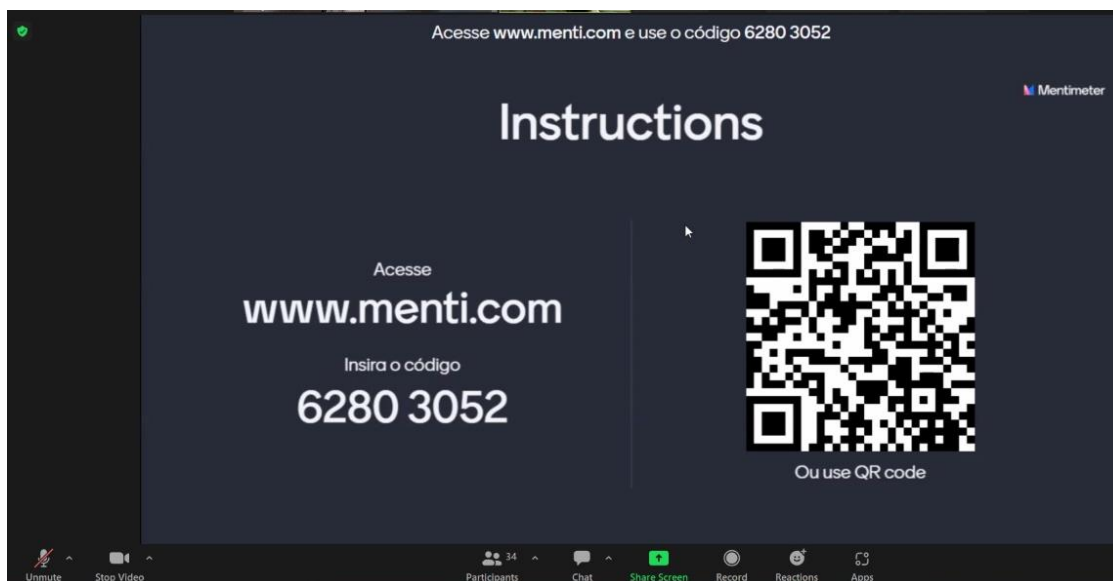 Acesse www.menti.com e use o código 6280 3052
Mentimeter
Instructions
Acesse
www.menti.com
Insira o código
6280 3052
Ou use QR code
34
Unmute
Stop Video
Participants
Chat
Share Screen
Record
Reactions
Apps